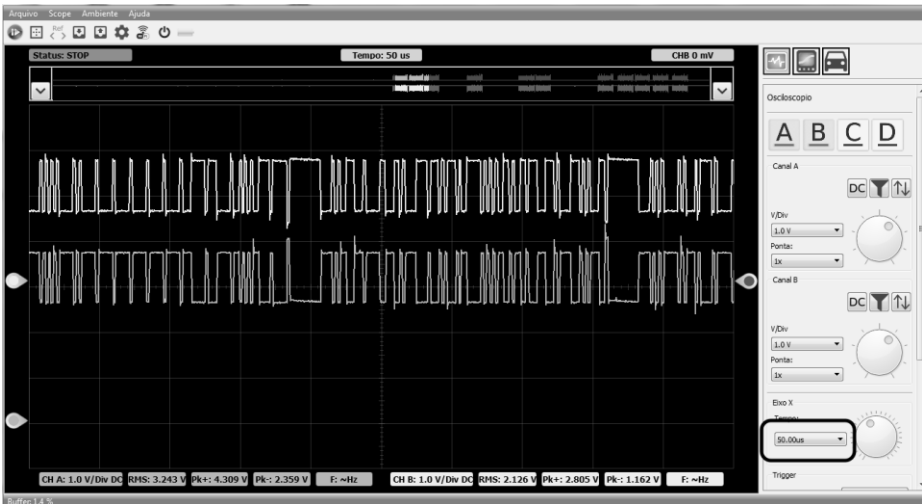 Arquivo Scope Ambiente Ajuda
Ref
Status: STOP Tempo: 50 us CHB 0 mV
Osciloscopio
A B C D
Canal A
DC
V/Div
1.0 V
Ponta:
1x
Canal B
DC
V/Div
1.0 V
Ponta:
1x
Eixo X
Tempo:
50.00us
Trigger
CH A: 1.0 V/Div DC RMS: 3.243 V Pk+: 4.309 V Pk-: 2.359 V F: ~Hz CH B: 1.0 V/Div DC RMS: 2.126 V Pk+: 2.805 V Pk-: 1.162 V F: ~Hz
Buffer: 1.4 %